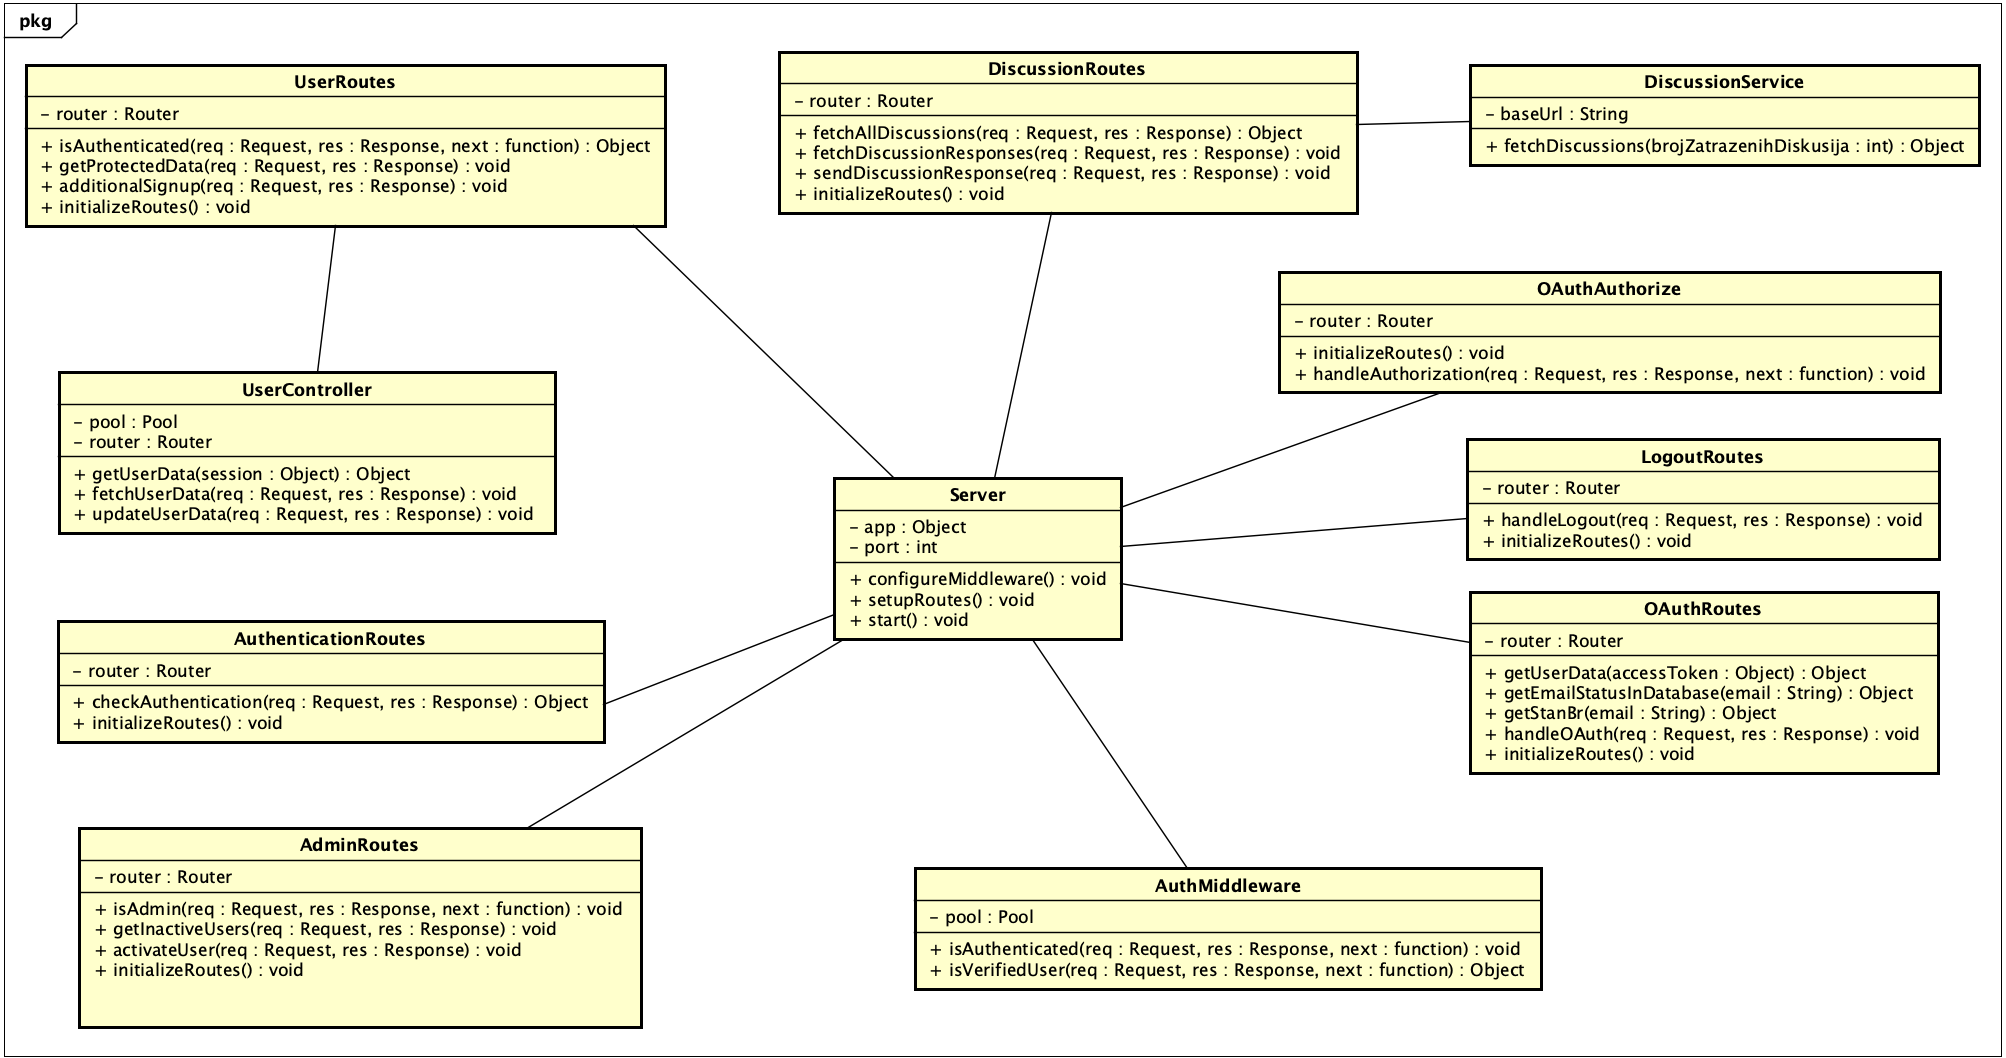 pkg
UserRoutes
– router : Router
+ isAuthenticated(req : Request, res : Response, next : function) : Object
+ getProtectedData(req : Request, res : Response) : void
+ additionalSignup(req : Request, res : Response) : void
+ initializeRoutes() : void
DiscussionRoutes
– router : Router
+ fetchAllDiscussions(req : Request, res : Response) : Object
+ fetchDiscussionResponses(req : Request, res : Response) : void
+ sendDiscussionResponse(req : Request, res : Response) : void
+ initializeRoutes() : void
DiscussionService
– baseUrl : String
+ fetchDiscussions(brojZatrazenihDiskusija : int) : Object
OAuthAuthorize
– router : Router
+ initializeRoutes() : void
+ handleAuthorization(req : Request, res : Response, next : function) : void
UserController
– pool : Pool
– router : Router
+ getUserData(session : Object) : Object
+ fetchUserData(req : Request, res : Response) : void
+ updateUserData(req : Request, res : Response) : void
Server
– app : Object
– port : int
+ configureMiddleware() : void
+ setupRoutes() : void
+ start() : void
LogoutRoutes
– router : Router
+ handleLogout(req : Request, res : Response) : void
+ initializeRoutes() : void
OAuthRoutes
– router : Router
+ getUserData(accessToken : Object) : Object
+ getEmailStatusInDatabase(email : String) : Object
+ getStanBr(email : String) : Object
+ handleOAuth(req : Request, res : Response) : void
+ initializeRoutes() : void
AuthenticationRoutes
– router : Router
+ checkAuthentication(req : Request, res : Response) : Object
+ initializeRoutes() : void
AdminRoutes
– router : Router
+ isAdmin(req : Request, res : Response, next : function) : void
+ getInactiveUsers(req : Request, res : Response) : void
+ activateUser(req : Request, res : Response) : void
+ initializeRoutes() : void
AuthMiddleware
– pool : Pool
+ isAuthenticated(req : Request, res : Response, next : function) : void
+ isVerifiedUser(req : Request, res : Response, next : function) : Object